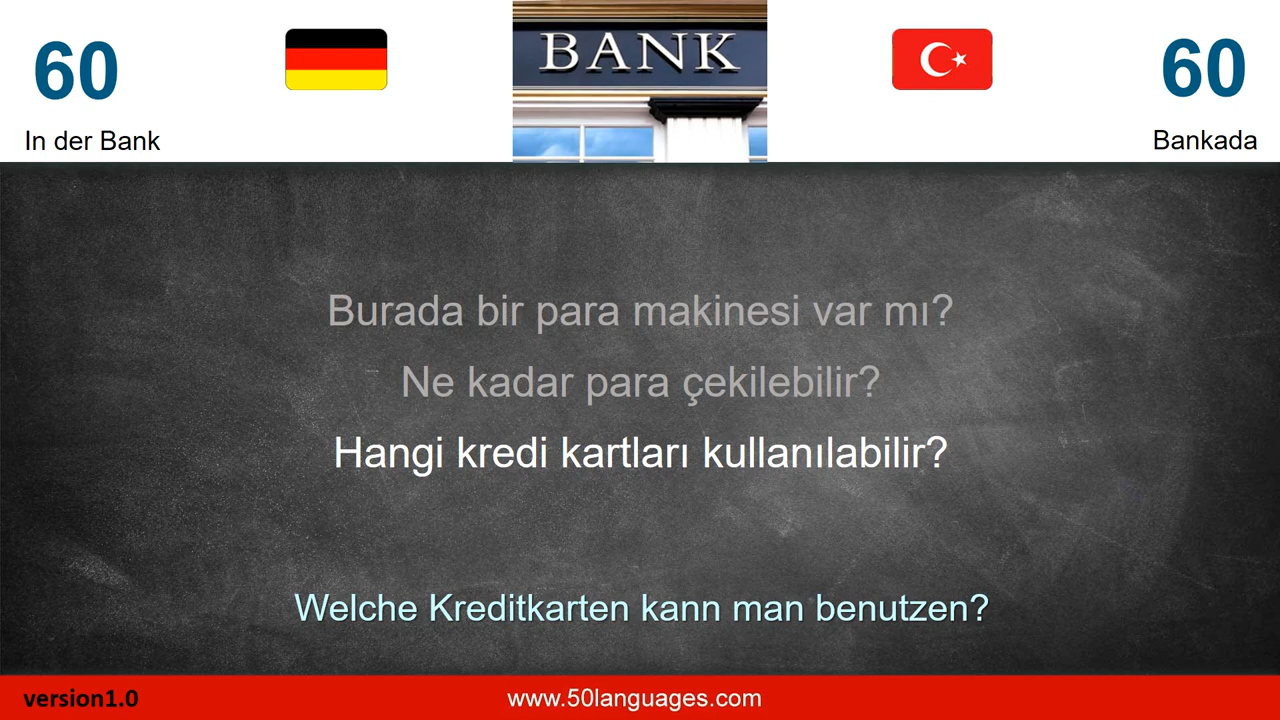 60
In der Bank
BANK
60
Bankada
Burada bir para makinesi var mı?
Ne kadar para çekilebilir?
Hangi kredi kartları kullanılabilir?
Welche Kreditkarten kann man benutzen?
version1.0
www.50languages.com